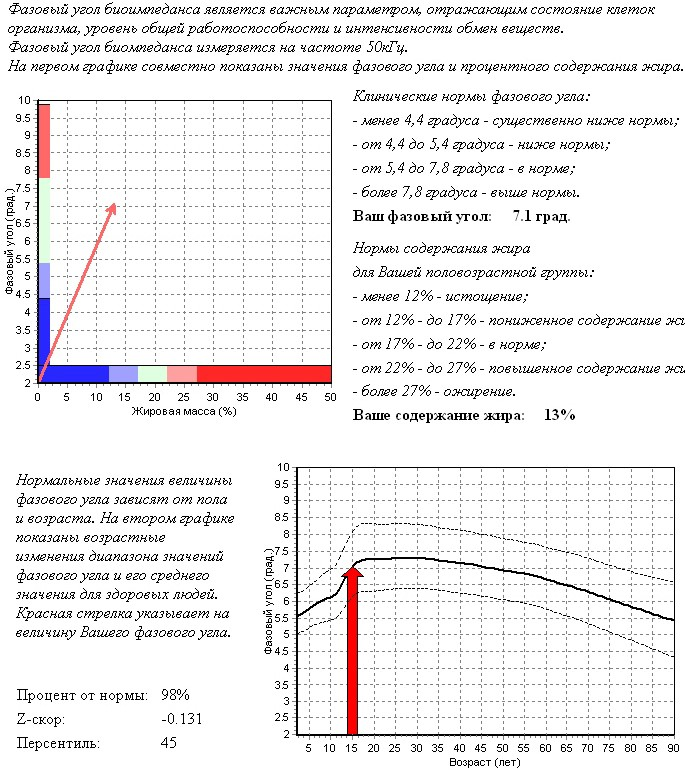 Фазовый угол биоимпеданса является важным параметром, отражающим состояние клеток
организма, уровень общей работоспособности и интенсивности обмен веществ.
Фазовый угол биомпеданса измеряется на частоте 50кГц.
На первом графике совместно показаны значения фазового угла и процентного содержания жира.
Фазовый угол (град.)
10
9.5
9
8.5
8
7.5
7
6.5
6
5.5
5
4.5
4
3.5
3
2.5
2
0 5 10 15 20 25 30 35 40 45 50
Жировая масса (%)
Клинические нормы фазового угла:
- менее 4,4 градуса - существенно ниже нормы;
- от 4,4 до 5,4 градуса - ниже нормы;
- от 5,4 до 7,8 градуса - в норме;
- более 7,8 градуса - выше нормы.
Ваш фазовый угол: 7.1 град.
Нормы содержания жира
для Вашей половозрастной группы:
- менее 12% - истощение;
- от 12% - до 17% - пониженное содержание жи
- от 17% - до 22% - в норме;
- от 22% - до 27% - повышенное содержание жи
- более 27% - ожирение.
Ваше содержание жира: 13%
Нормальные значения величины
фазового угла зависят от пола
и возраста. На втором графике
показаны возрастные
изменения диапазона значений
фазового угла и его среднего
значения для здоровых людей.
Красная стрелка указывает на
величину Вашего фазового угла.
Процент от нормы: 98%
Z-скор: -0.131
Персентиль: 45
Фазовый угол (град.)
10
9.5
9
8.5
8
7.5
7
6.5
6
5.5
5
4.5
4
3.5
3
2.5
2
5 10 15 20 25 30 35 40 45 50 55 60 65 70 75 80 85 90
Возраст (лет)